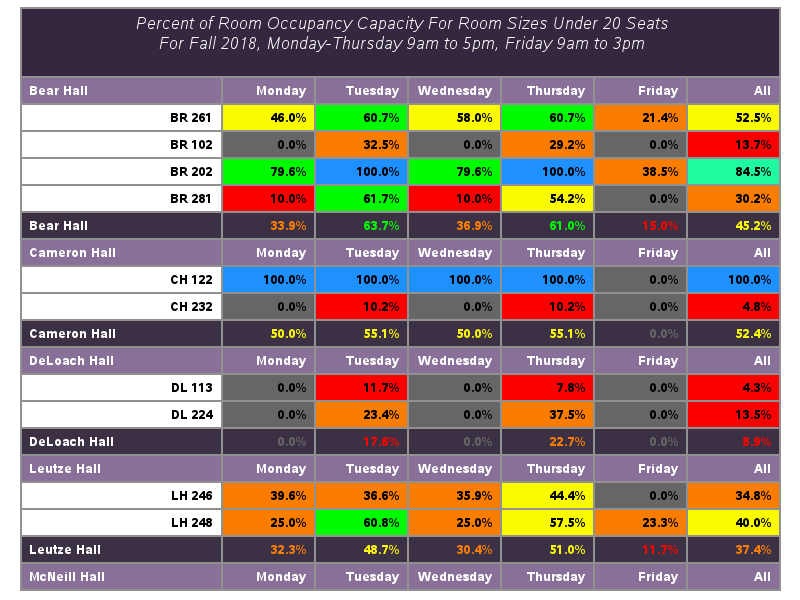 Percent of Room Occupancy Capacity For Room Sizes Under 20 Seats
For Fall 2018, Monday-Thursday 9am to 5pm, Friday 9am to 3pm
Bear Hall Monday Tuesday Wednesday Thursday Friday All
BR 261 46.0% 60.7% 58.0% 60.7% 21.4% 52.5%
BR 102 0.0% 32.5% 0.0% 29.2% 0.0% 13.7%
BR 202 79.6% 100.0% 79.6% 100.0% 38.5% 84.5%
BR 281 10.0% 61.7% 10.0% 54.2% 0.0% 30.2%
Bear Hall 33.9% 63.7% 36.9% 61.0% 15.0% 45.2%
Cameron Hall Monday Tuesday Wednesday Thursday Friday All
CH 122 100.0% 100.0% 100.0% 100.0% 0.0% 100.0%
CH 232 0.0% 10.2% 0.0% 10.2% 0.0% 4.8%
Cameron Hall 50.0% 55.1% 50.0% 55.1% 0.0% 52.4%
DeLoach Hall Monday Tuesday Wednesday Thursday Friday All
DL 113 0.0% 11.7% 0.0% 7.8% 0.0% 4.3%
DL 224 0.0% 23.4% 0.0% 37.5% 0.0% 13.5%
DeLoach Hall 0.0% 17.6% 0.0% 22.7% 0.0% 8.9%
Leutze Hall Monday Tuesday Wednesday Thursday Friday All
LH 246 39.6% 36.6% 35.9% 44.4% 0.0% 34.8%
LH 248 25.0% 60.8% 25.0% 57.5% 23.3% 40.0%
Leutze Hall 32.3% 48.7% 30.4% 51.0% 11.7% 37.4%
McNeill Hall Monday Tuesday Wednesday Thursday Friday All